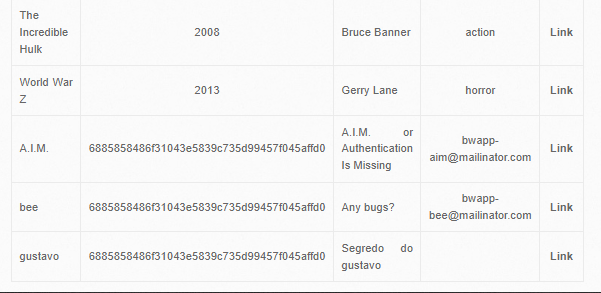 The
Incredible
Hulk
2008
Bruce Banner
action
Link
World War
Z
2013
Gerry Lane
horror
Link
A.I.M.
6885858486f31043e5839c735d99457f045affd0
A.I.M. or
Authentication
Is Missing
bwapp-
aim@mailinator.com
Link
bee
6885858486f31043e5839c735d99457f045affd0
Any bugs?
bwapp-
bee@mailinator.com
Link
gustavo
6885858486f31043e5839c735d99457f045affd0
Segredo do
gustavo
Link